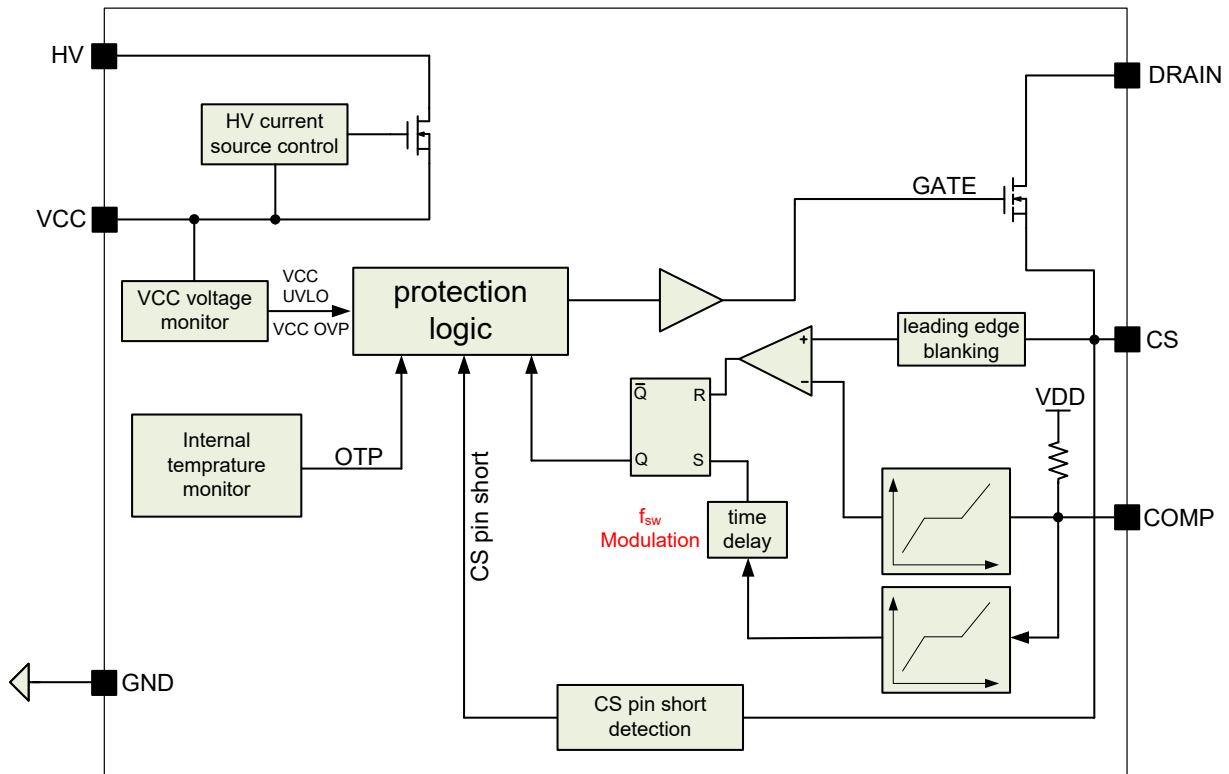 HV
DRAIN
HV current
source control
GATE
VCC
VCC
UVLO
VCC OVP
VCC voltage
monitor
protection
logic
leading edge
blanking
CS
+
−
VDD
Q̅
R
Q
S
Internal
temprature
monitor
OTP
CS pin short
f_sw
Modulation
time
delay
COMP
GND
CS pin short
detection